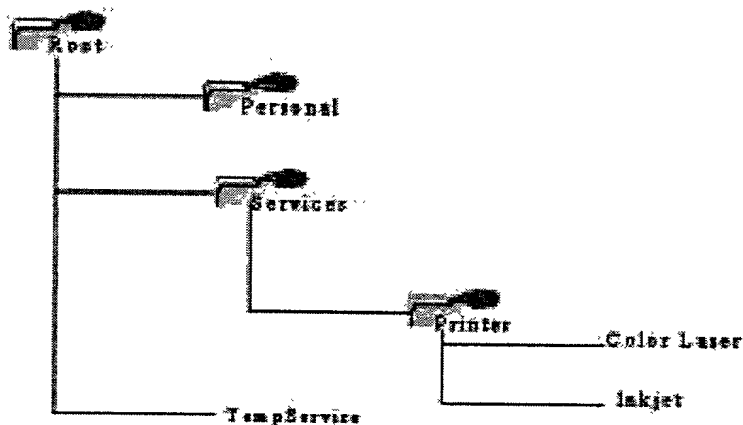 Root
Personal
Services
Printer
Color Laser
Inkjet
TempService